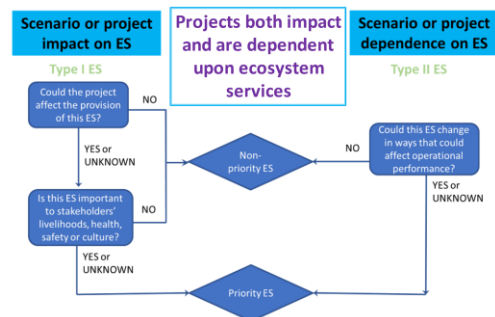 Scenario or project
impact on ES
Projects both impact
and are dependent
upon ecosystem
services
Scenario or project
dependence on ES
Type I ES
Type II ES
Could the project
affect the provision
of this ES?
NO
YES or
UNKNOWN
Is this ES important
to stakeholders’
livelihoods, health,
safety or culture?
NO
YES or
UNKNOWN
Non-
priority ES
NO
Could this ES change
in ways that could
affect operational
performance?
YES or
UNKNOWN
Priority ES